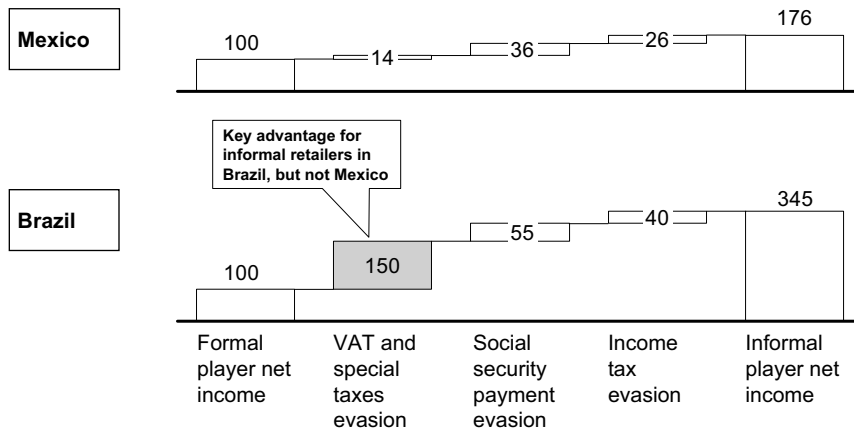 Mexico
100
14
36
26
176
Key advantage for
informal retailers in
Brazil, but not Mexico
Brazil
100
150
55
40
345
Formal
player net
income
VAT and
special
taxes
evasion
Social
security
payment
evasion
Income
tax
evasion
Informal
player net
income